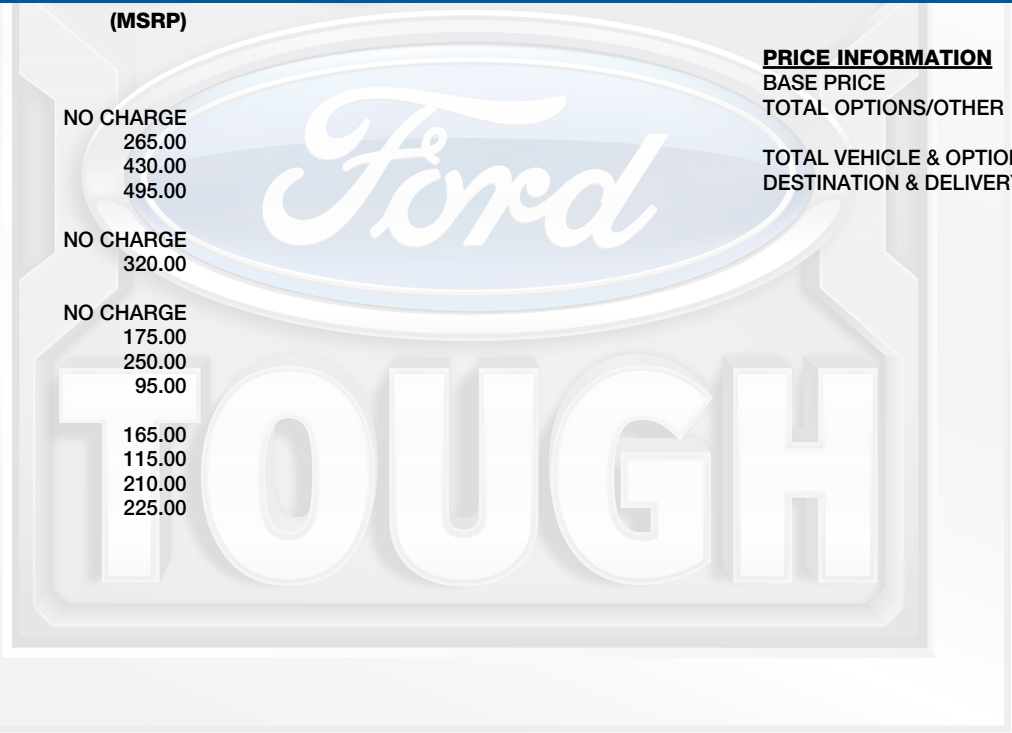 (MSRP)
NO CHARGE
265.00
430.00
495.00
NO CHARGE
320.00
NO CHARGE
175.00
250.00
95.00
165.00
115.00
210.00
225.00
PRICE INFORMATION
BASE PRICE
TOTAL OPTIONS/OTHER
TOTAL VEHICLE & OPTION
DESTINATION & DELIVERY
Ford
TOUGH